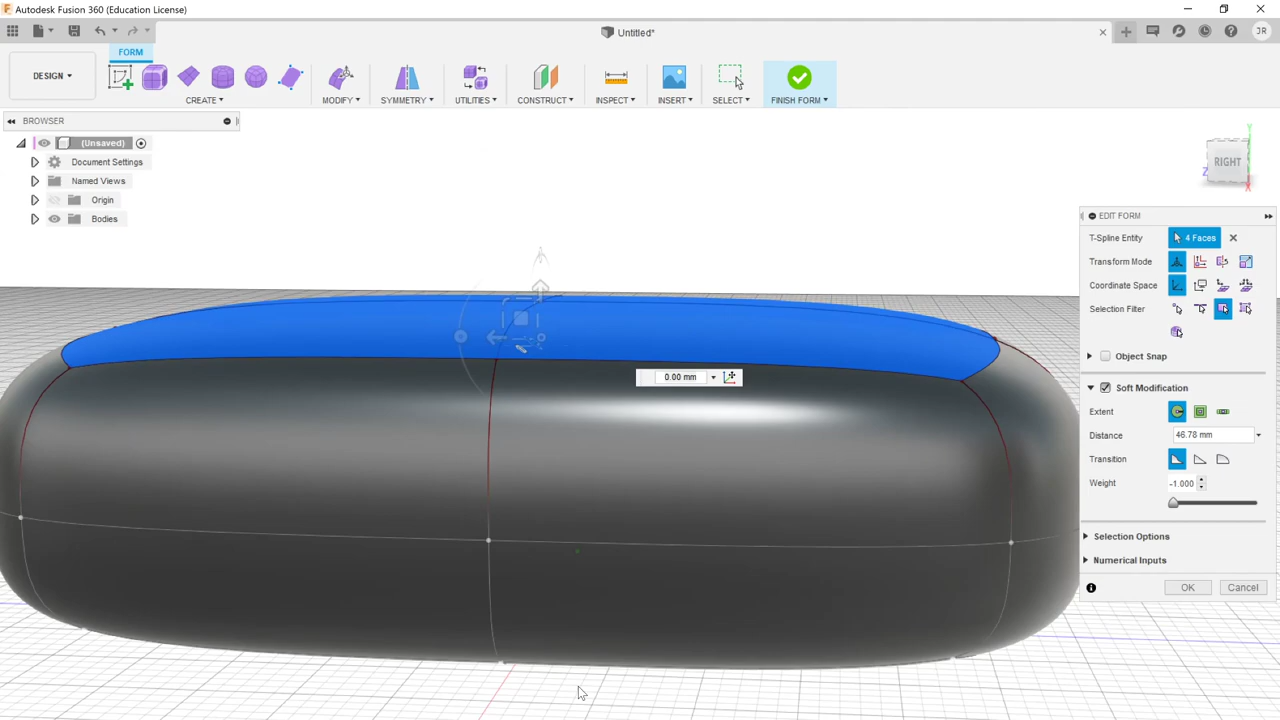 Autodesk Fusion 360 (Education License)
Untitled*
JR
FORM
DESIGN
CREATE
MODIFY
SYMMETRY
UTILITIES
CONSTRUCT
INSPECT
INSERT
SELECT
FINISH FORM
BROWSER
(Unsaved)
Document Settings
Named Views
Origin
Bodies
RIGHT
Y
Z
X
0.00 mm
EDIT FORM
T-Spline Entity 4 Faces
Transform Mode
Coordinate Space
Selection Filter
Object Snap
Soft Modification
Extent
Distance 46.78 mm
Transition
Weight -1.000
Selection Options
Numerical Inputs
OK Cancel